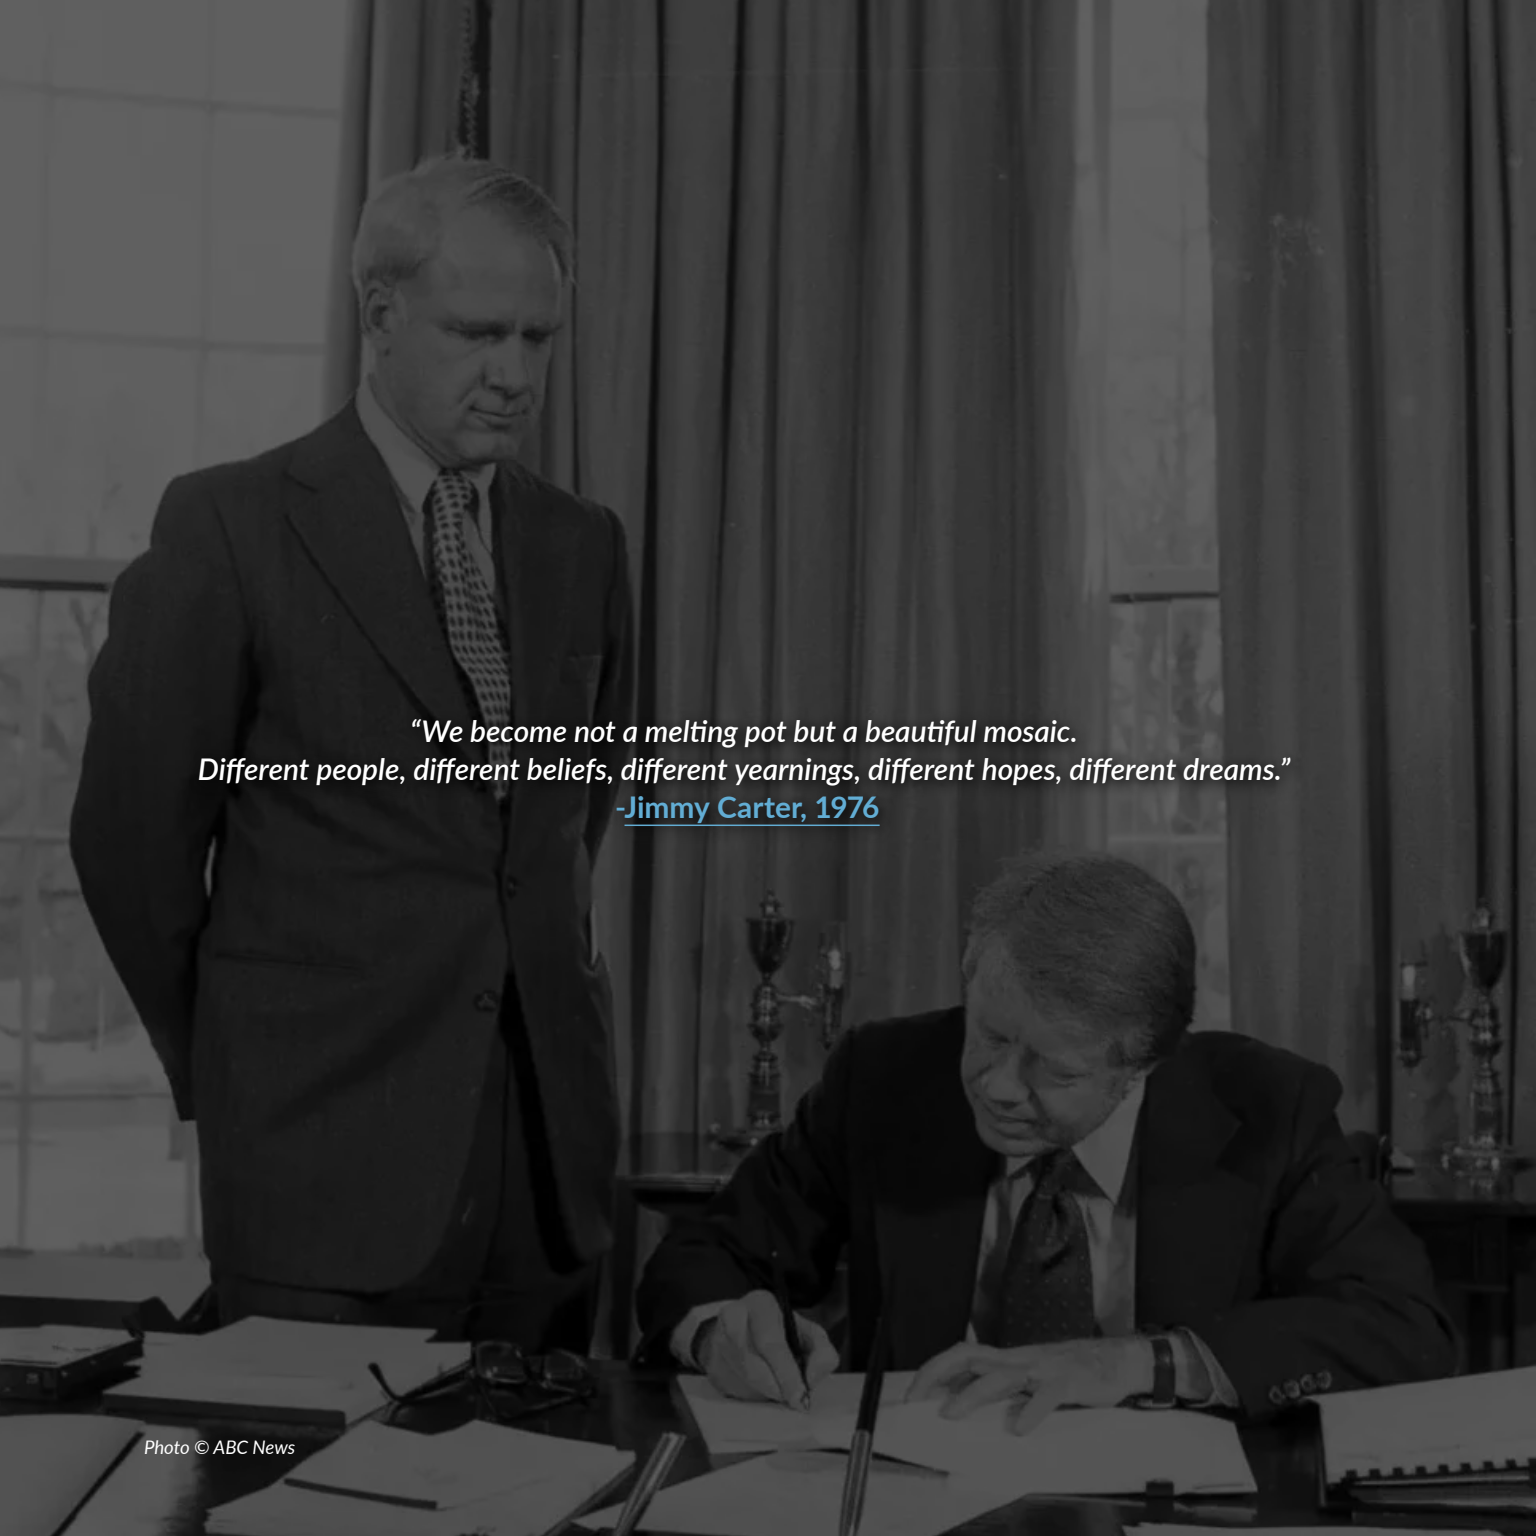 “We become not a melting pot but a beautiful mosaic.
Different people, different beliefs, different yearnings, different hopes, different dreams.”
-Jimmy Carter, 1976
Photo © ABC News